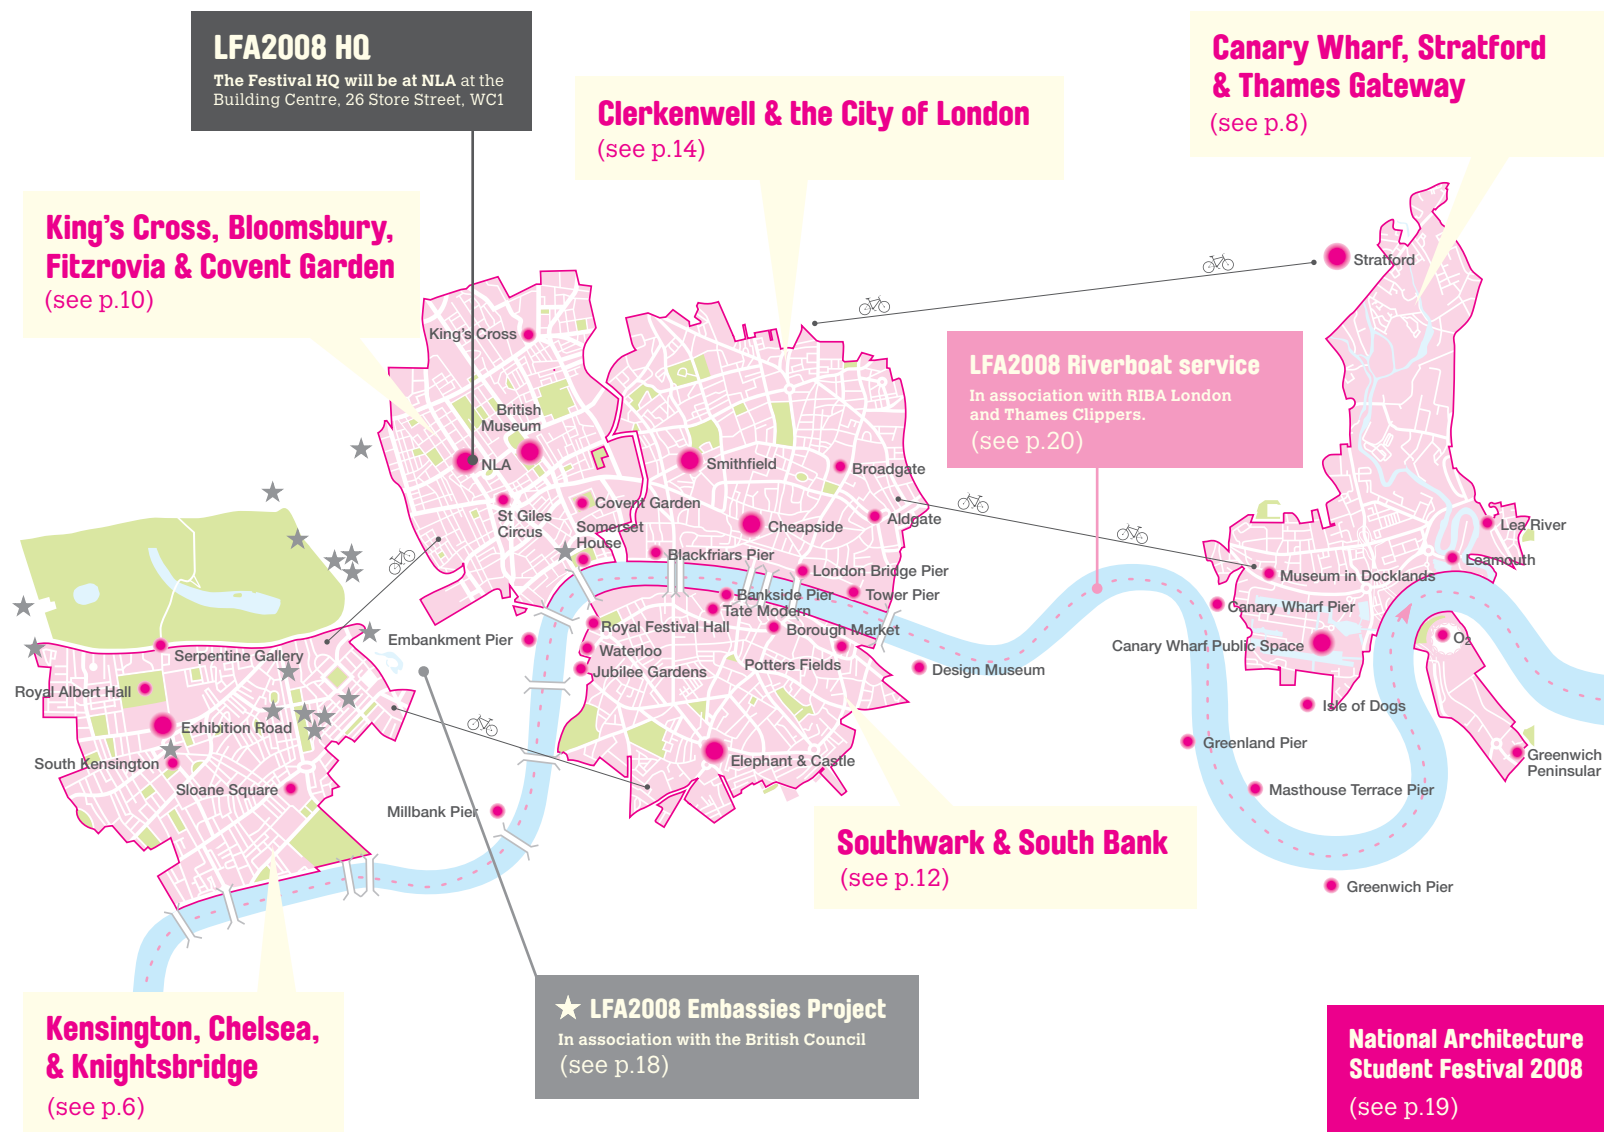 LFA2008 HQ
The Festival HQ will be at NLA at the
Building Centre, 26 Store Street, WC1
Clerkenwell & the City of London
(see p.14)
Canary Wharf, Stratford
& Thames Gateway
(see p.8)
King's Cross, Bloomsbury,
Fitzrovia & Covent Garden
(see p.10)
LFA2008 Riverboat service
In association with RIBA London
and Thames Clippers.
(see p.20)
Stratford
King's Cross
British
Museum
NLA
Smithfield
Broadgate
St Giles
Circus
Covent Garden
Somerset
House
Cheapside
Aldgate
Blackfriars Pier
London Bridge Pier
Bankside Pier
Tower Pier
Tate Modern
Royal Festival Hall
Borough Market
Embankment Pier
Waterloo
Potters Fields
Jubilee Gardens
Design Museum
Lea River
Leamouth
Museum in Docklands
Canary Wharf Pier
Canary Wharf Public Space
O2
Isle of Dogs
Greenland Pier
Greenwich
Peninsular
Masthouse Terrace Pier
Greenwich Pier
Serpentine Gallery
Royal Albert Hall
Exhibition Road
South Kensington
Sloane Square
Elephant & Castle
Millbank Pier
Southwark & South Bank
(see p.12)
Kensington, Chelsea,
& Knightsbridge
(see p.6)
LFA2008 Embassies Project
In association with the British Council
(see p.18)
National Architecture
Student Festival 2008
(see p.19)